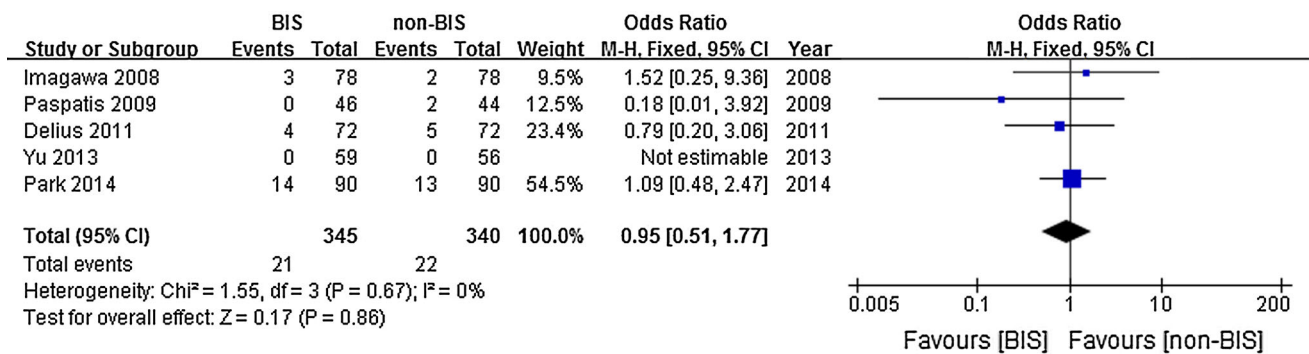 BIS non-BIS Odds Ratio Odds Ratio
Study or Subgroup Events Total Events Total Weight M-H, Fixed, 95% CI Year M-H, Fixed, 95% CI
Imagawa 2008 3 78 2 78 9.5% 1.52 [0.25, 9.36] 2008
Paspatis 2009 0 46 2 44 12.5% 0.18 [0.01, 3.92] 2009
Delius 2011 4 72 5 72 23.4% 0.79 [0.20, 3.06] 2011
Yu 2013 0 59 0 56 Not estimable 2013
Park 2014 14 90 13 90 54.5% 1.09 [0.48, 2.47] 2014
Total (95% CI) 345 340 100.0% 0.95 [0.51, 1.77]
Total events 21 22
Heterogeneity: Chi² = 1.55, df = 3 (P = 0.67); I² = 0%
Test for overall effect: Z = 0.17 (P = 0.86)
0.005 0.1 1 10 200
Favours [BIS] Favours [non-BIS]